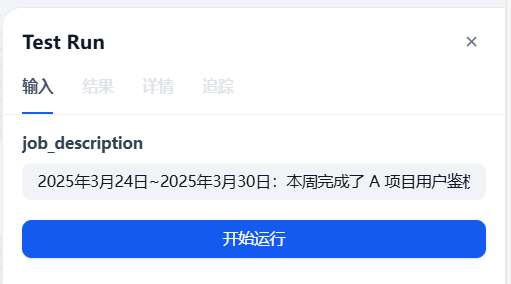 Test Run
输入 结果 详情 追踪
job_description
2025年3月24日~2025年3月30日：本周完成了 A 项目用户鉴权
开始运行